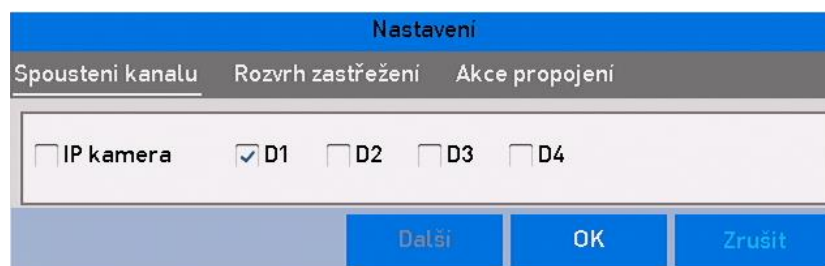 Nastavení
Spousteni kanalu Rozvrh zastřežení Akce propojení
IP kamera D1 D2 D3 D4
Další OK Zrušit